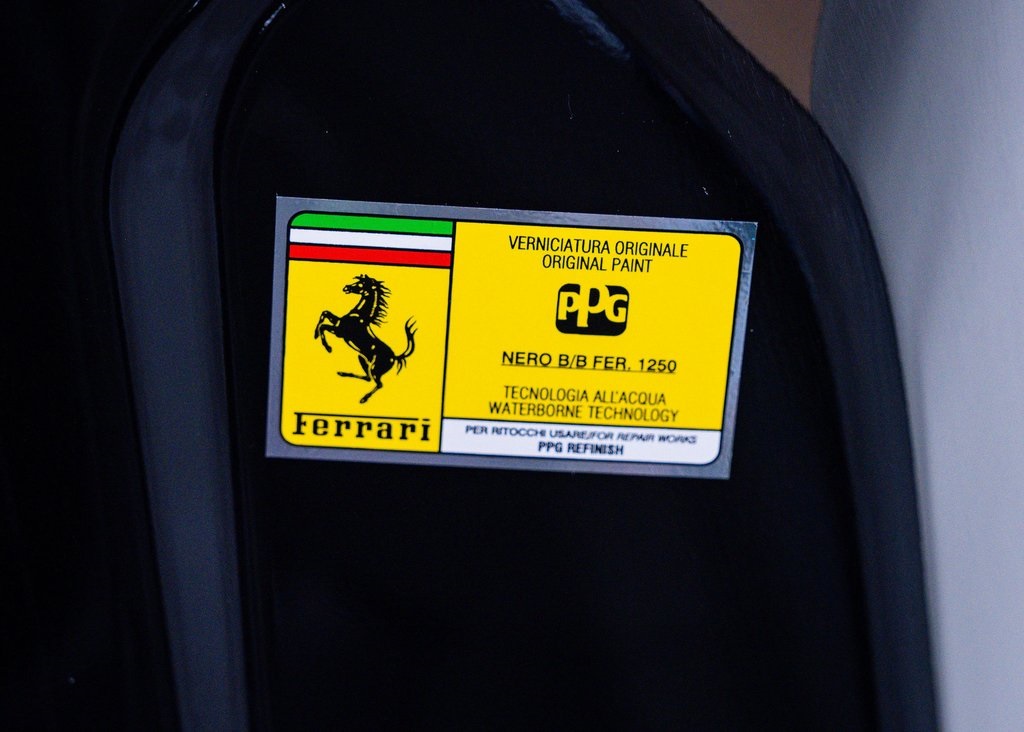 VERNICIATURA ORIGINALE
ORIGINAL PAINT
PPG
NERO B/B FER. 1250
TECNOLOGIA ALL'ACQUA
WATERBORNE TECHNOLOGY
Ferrari
PER RITOCCHI USARE/FOR REPAIR WORKS
PPG REFINISH